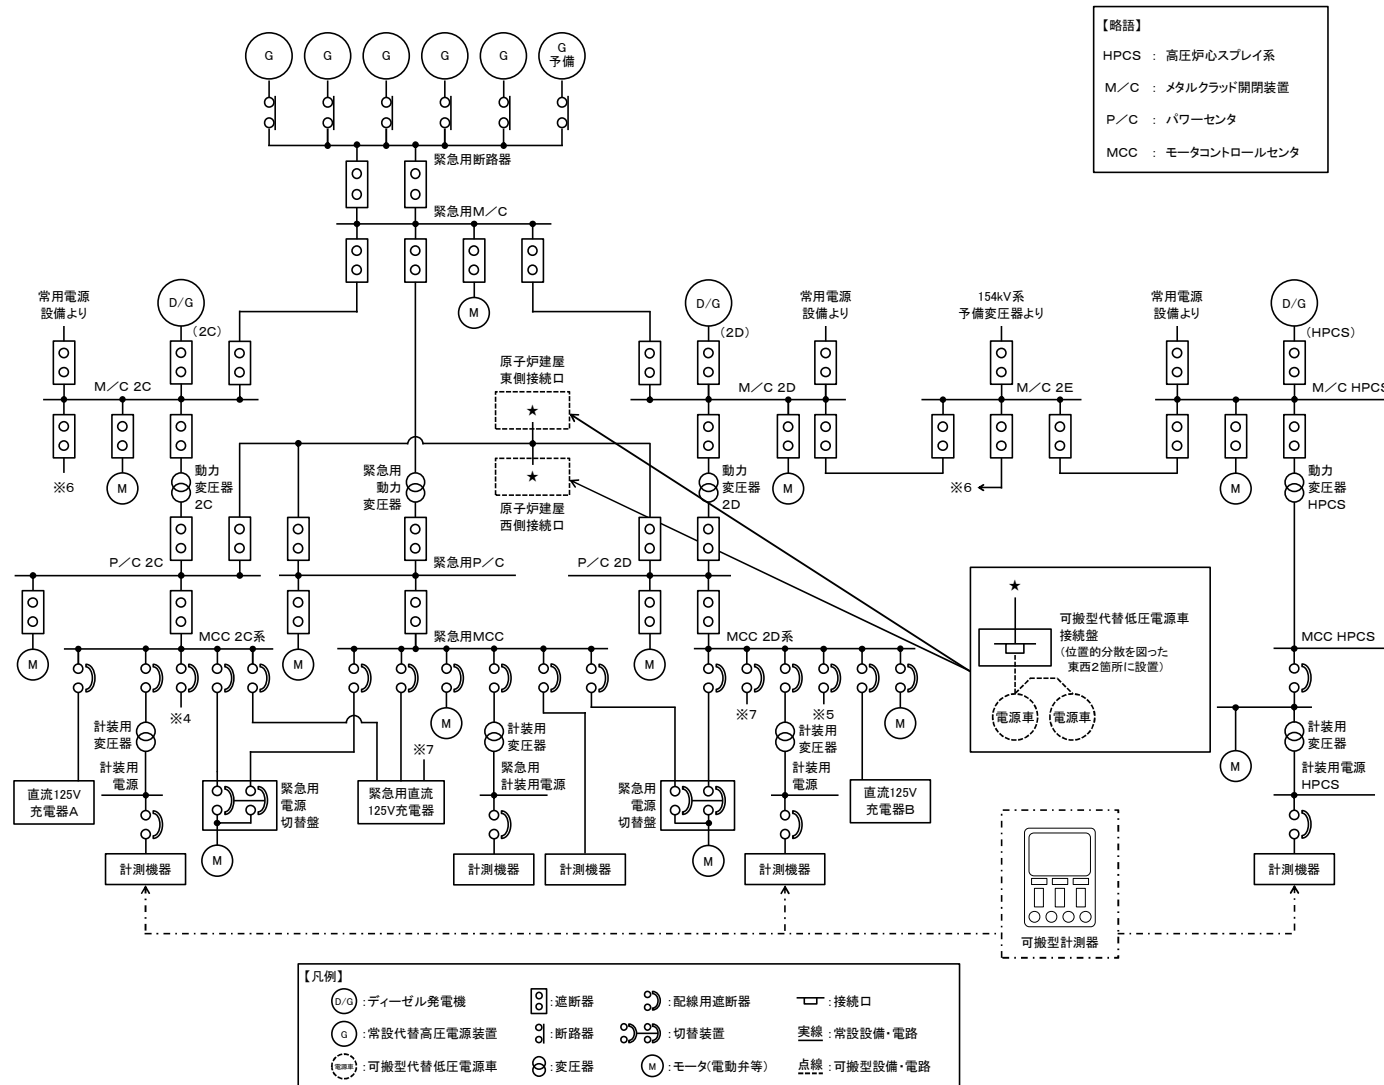 【略語】
HPCS : 高圧炉心スプレイ系
M/C : メタルクラッド開閉装置
P/C : パワーセンタ
MCC : モータコントロールセンタ
G
G
G
G
G
G
予備
緊急用断路器
緊急用M/C
M
常用電源
設備より
D/G
(2C)
D/G
(2D)
常用電源
設備より
154kV系
予備変圧器より
常用電源
設備より
D/G
(HPCS)
原子炉建屋
東側接続口
★
M/C 2C
M/C 2D
M/C 2E
M/C HPCS
※6
M
動力
変圧器
2C
緊急用
動力
変圧器
★
原子炉建屋
西側接続口
動力
変圧器
2D
M
※6
M
動力
変圧器
HPCS
P/C 2C
緊急用P/C
P/C 2D
M
M
M
MCC 2C系
緊急用MCC
MCC 2D系
MCC HPCS
★
可搬型代替低圧電源車
接続盤
(位置的分散を図った
東西2箇所に設置)
電源車
電源車
計装用
変圧器
※4
※7
M
計装用
変圧器
※7
計装用
変圧器
※5
M
計装用
変圧器
M
直流125V
充電器A
計装用
電源
緊急用
電源
切替盤
緊急用直流
125V充電器
緊急用
計装用電源
緊急用
電源
切替盤
計装用
電源
直流125V
充電器B
計装用電源
HPCS
計測機器
M
計測機器
計測機器
M
計測機器
計測機器
可搬型計測器
【凡例】
D/G :ディーゼル発電機
:遮断器
:配線用遮断器
:接続口
G :常設代替高圧電源装置
:断路器
:切替装置
実線 :常設設備・電路
電源車 :可搬型代替低圧電源車
:変圧器
M :モータ(電動弁等)
点線 :可搬型設備・電路